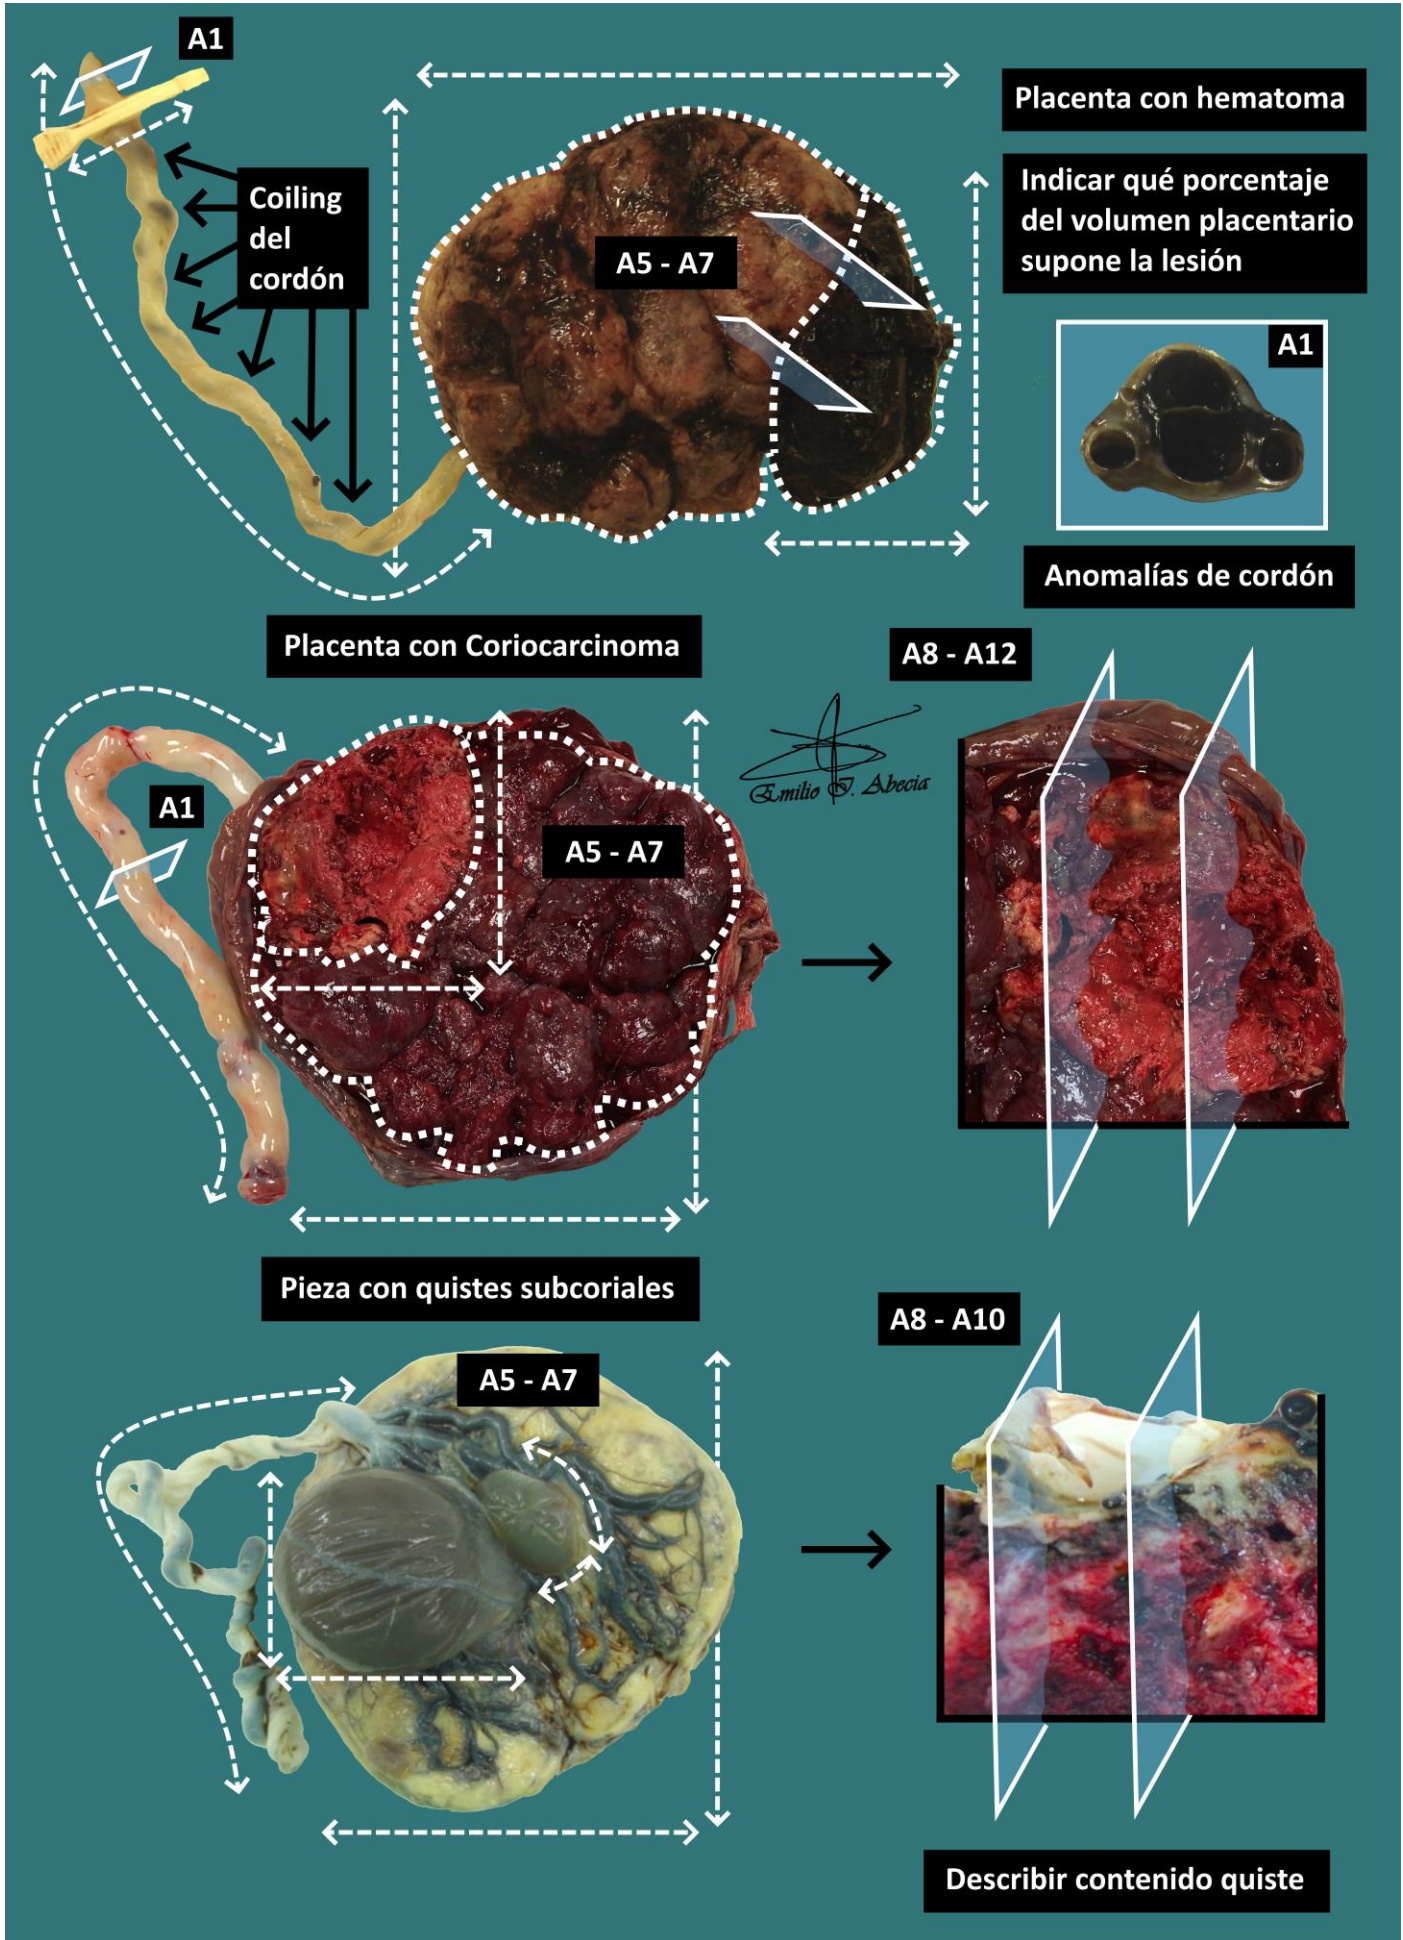 A1
Placenta con hematoma
Coiling
del
cordón
Indicar qué porcentaje
del volumen placentario
supone la lesión
A5 - A7
A1
Anomalías de cordón
Placenta con Coriocarcinoma
A8 - A12
Emilio J. Abecia
A1
A5 - A7
Pieza con quistes subcoriales
A8 - A10
A5 - A7
Describir contenido quiste